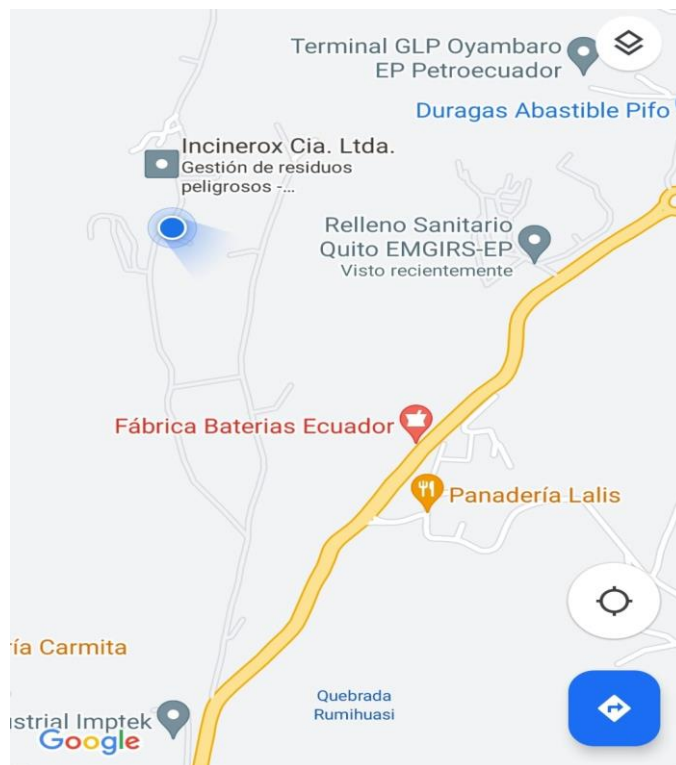 Terminal GLP Oyambaro
EP Petroecuador
Duragas Abastible Pifo
Incinerox Cia. Ltda.
Gestión de residuos
peligrosos -...
Relleno Sanitario
Quito EMGIRS-EP
Visto recientemente
Fábrica Baterias Ecuador
Panadería Lalis
ría Carmita
Quebrada
Rumihuasi
ustrial Imptek
Google